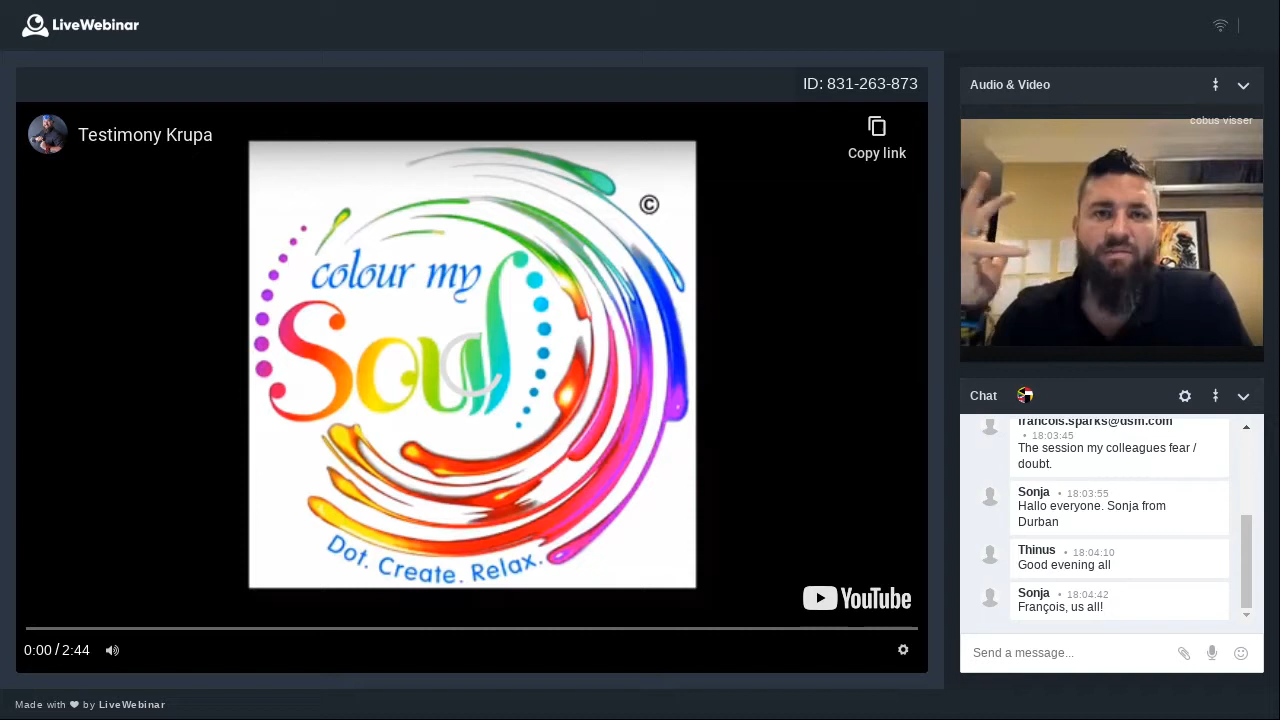 LiveWebinar
ID: 831-263-873
Testimony Krupa
Copy link
©
colour my
Soul
Dot. Create. Relax.
YouTube
0:00 / 2:44
Audio & Video
cobus visser
Chat
francois.sparks@dsm.com
• 18:03:45
The session my colleagues fear /
doubt.
Sonja • 18:03:55
Hallo everyone. Sonja from
Durban
Thinus • 18:04:10
Good evening all
Sonja • 18:04:42
François, us all!
Send a message...
Made with ❤ by LiveWebinar